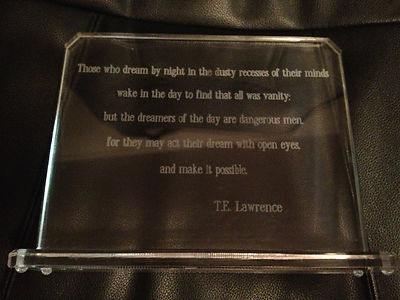 Those who dream by night in the dusty recesses of their minds
wake in the day to find that all was vanity;
but the dreamers of the day are dangerous men,
for they may act their dream with open eyes,
and make it possible.
T.E. Lawrence